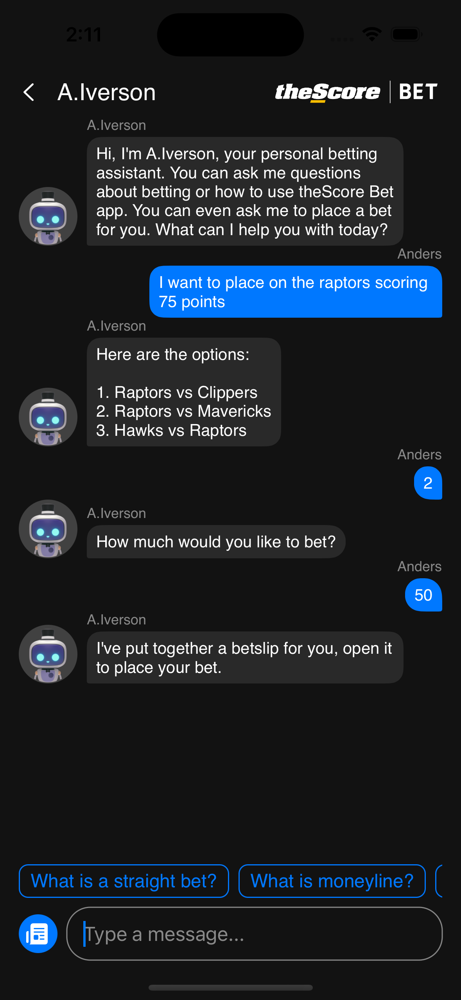 2:11
A.Iverson
theScore BET
A.Iverson
Hi, I'm A.Iverson, your personal betting
assistant. You can ask me questions
about betting or how to use theScore Bet
app. You can even ask me to place a bet
for you. What can I help you with today?
Anders
I want to place on the raptors scoring
75 points
A.Iverson
Here are the options:
1. Raptors vs Clippers
2. Raptors vs Mavericks
3. Hawks vs Raptors
Anders
2
A.Iverson
How much would you like to bet?
Anders
50
A.Iverson
I've put together a betslip for you, open it
to place your bet.
What is a straight bet? What is moneyline?
Type a message...